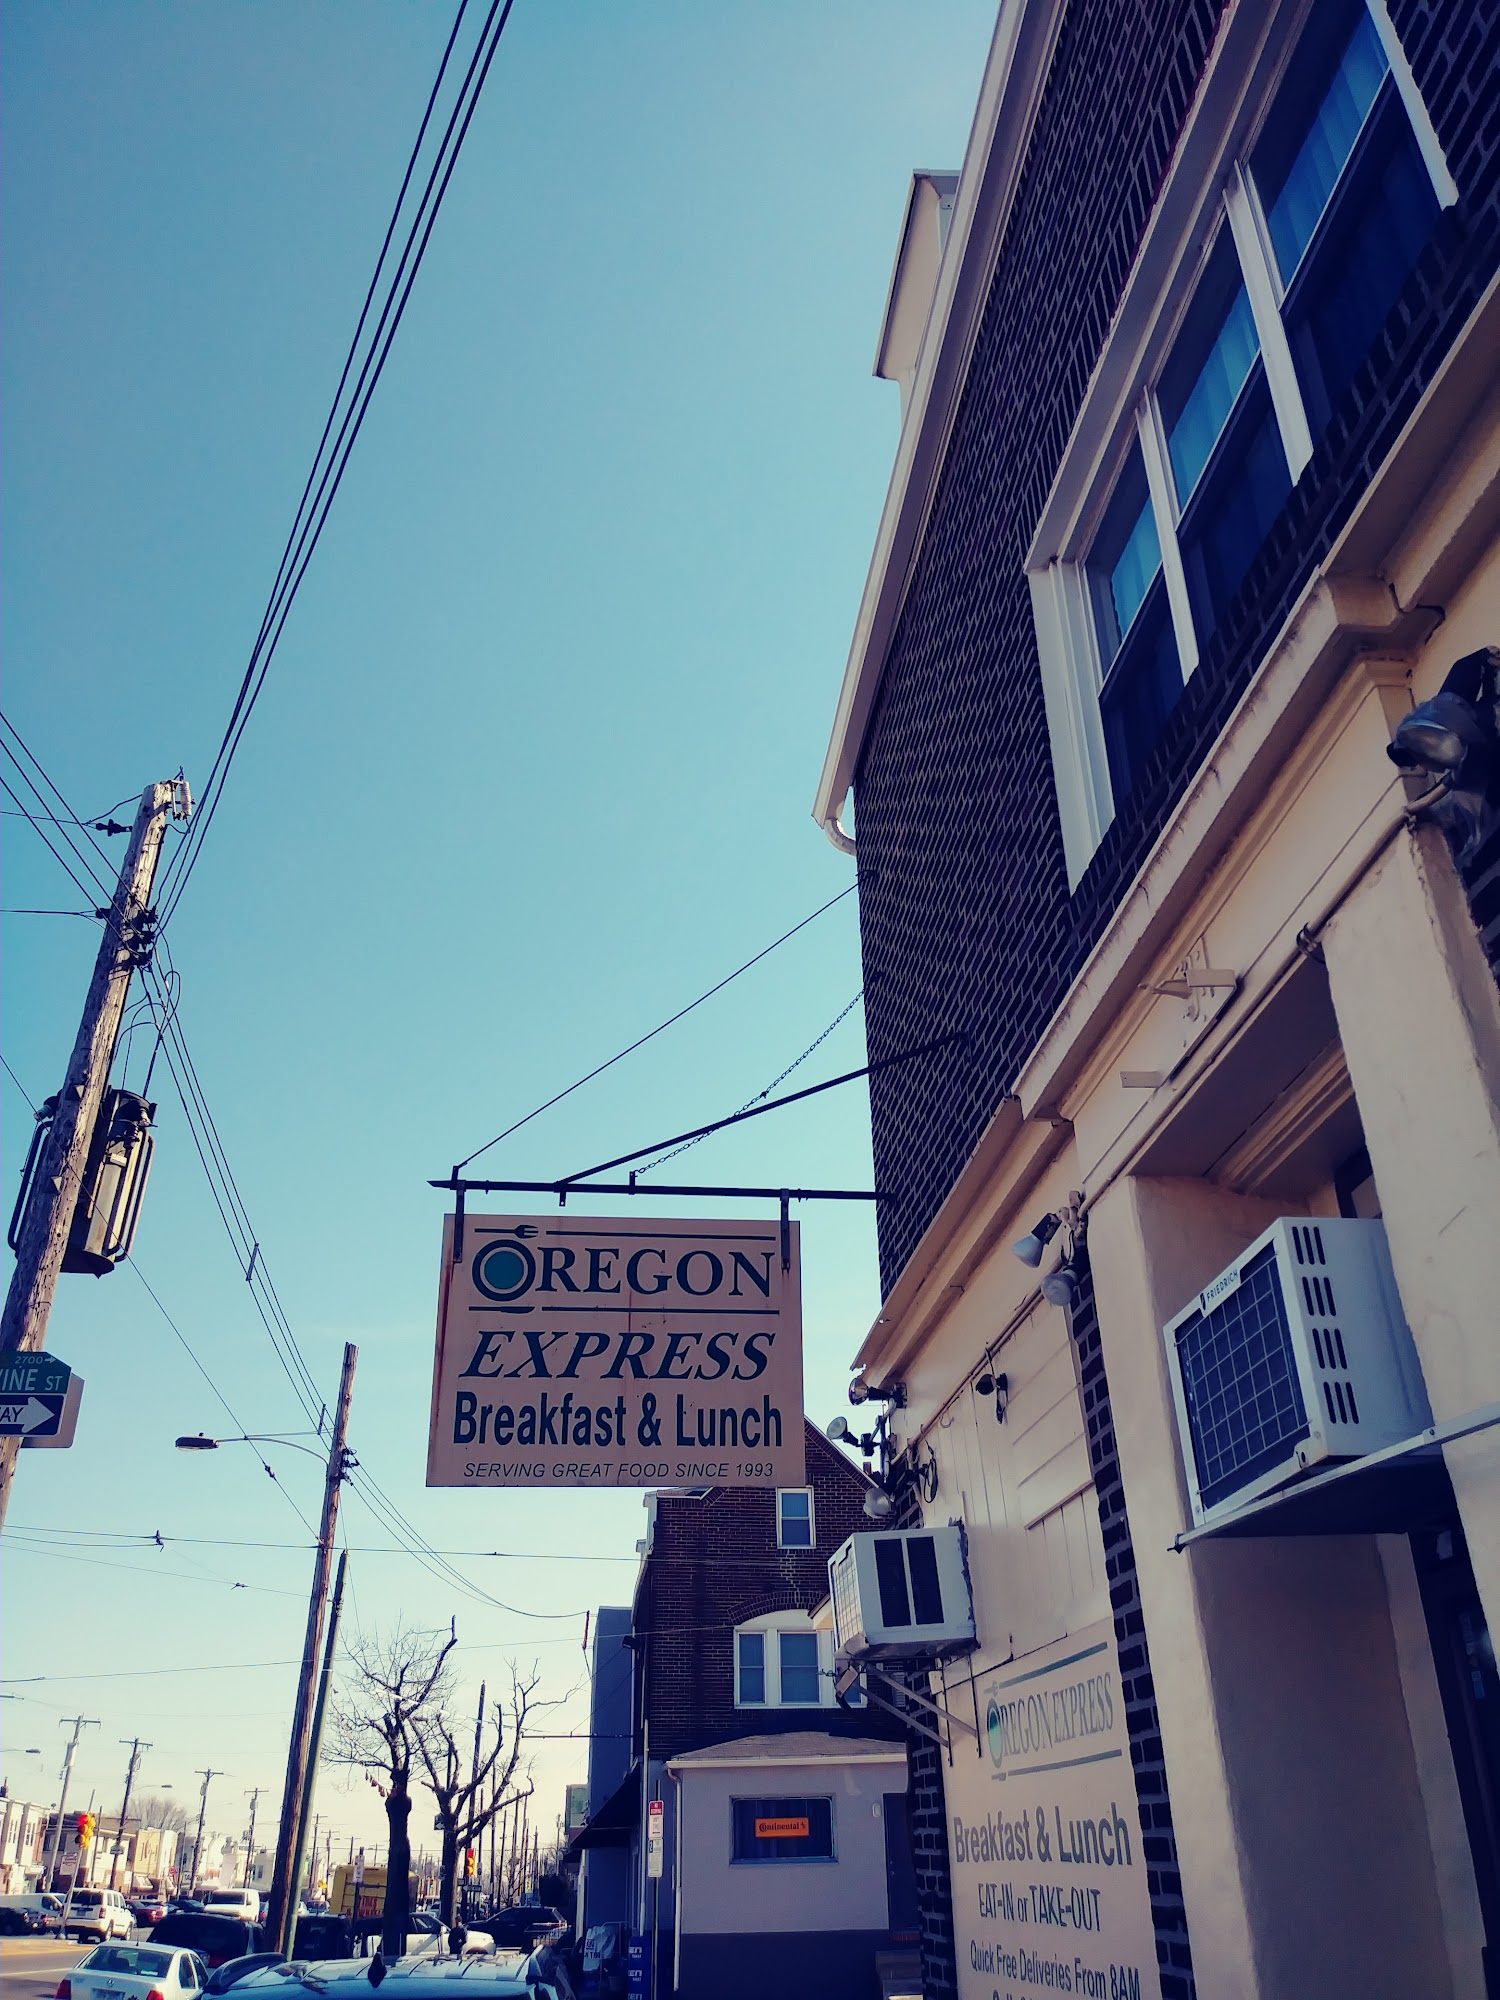 OREGON
EXPRESS
Breakfast & Lunch
SERVING GREAT FOOD SINCE 1993
2700→
INE ST
AY
FRIEDRICH
Continental
OREGON EXPRESS
Breakfast & Lunch
EAT-IN or TAKE-OUT
Quick Free Deliveries From 8AM